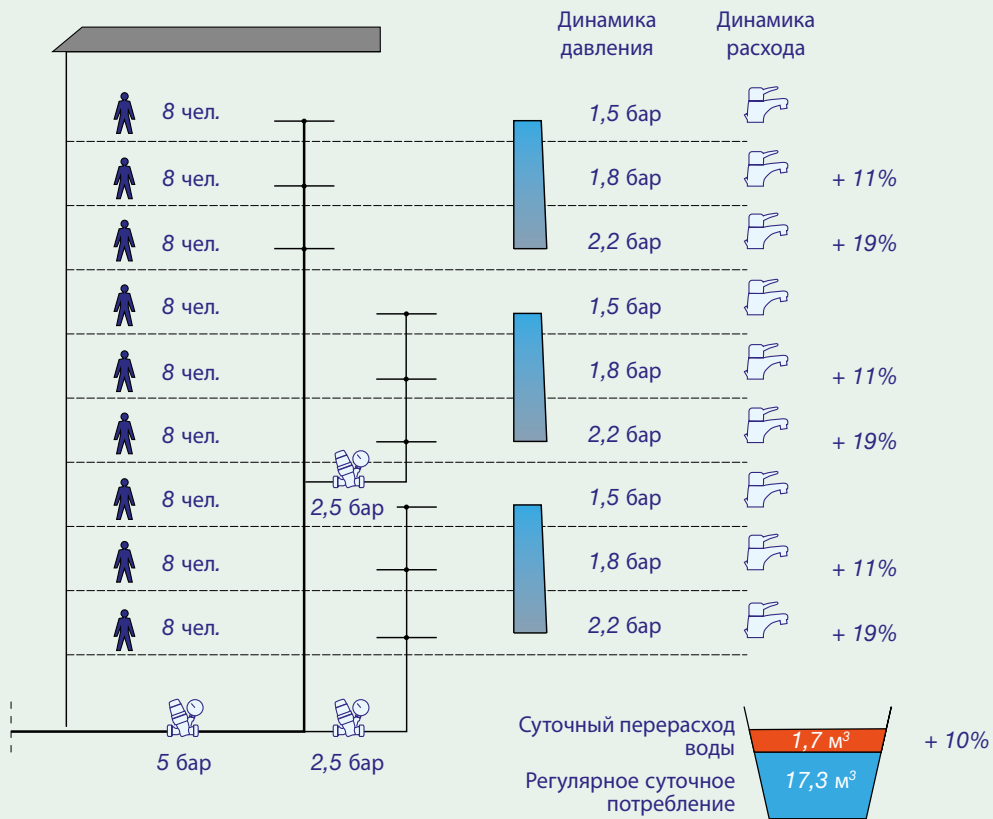 Динамика давления
Динамика расхода
8 чел.
1,5 бар
8 чел.
1,8 бар
+ 11%
8 чел.
2,2 бар
+ 19%
8 чел.
1,5 бар
8 чел.
1,8 бар
+ 11%
8 чел.
2,2 бар
+ 19%
2,5 бар
8 чел.
1,5 бар
8 чел.
1,8 бар
+ 11%
8 чел.
2,2 бар
+ 19%
5 бар
2,5 бар
Суточный перерасход
воды
1,7 м³
+ 10%
Регулярное суточное
потребление
17,3 м³